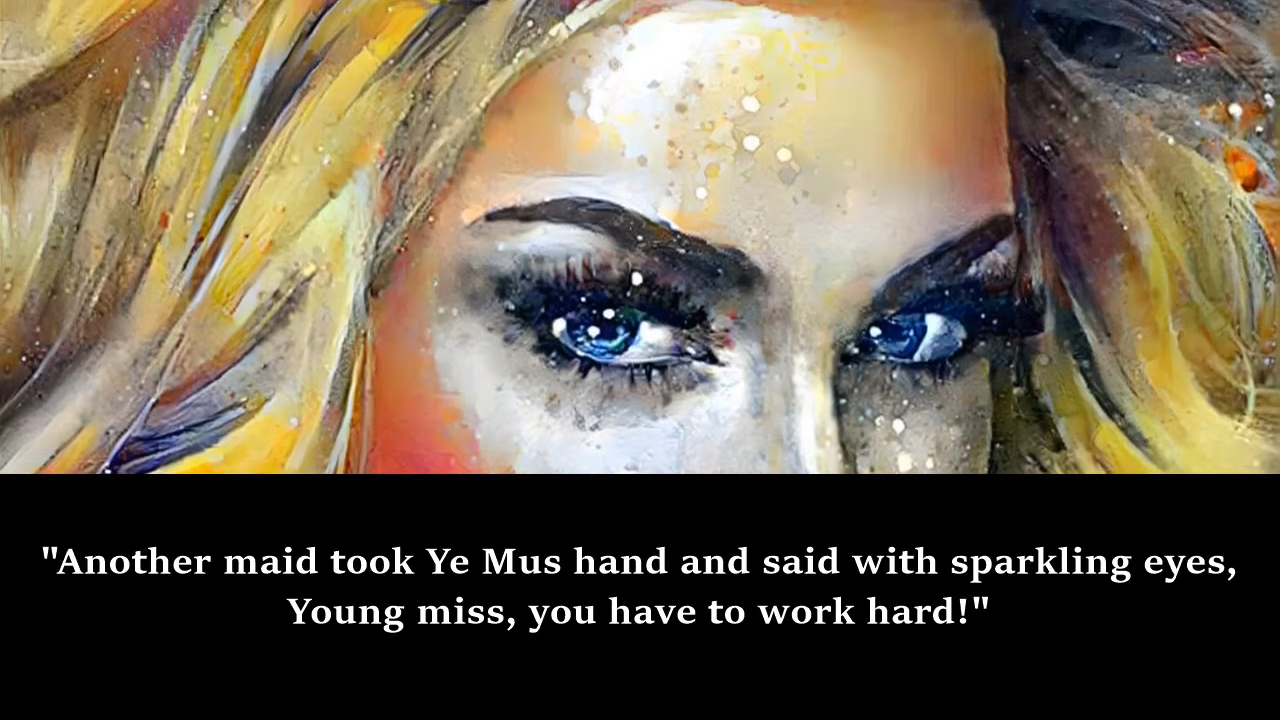 "Another maid took Ye Mus hand and said with sparkling eyes,
Young miss, you have to work hard!"